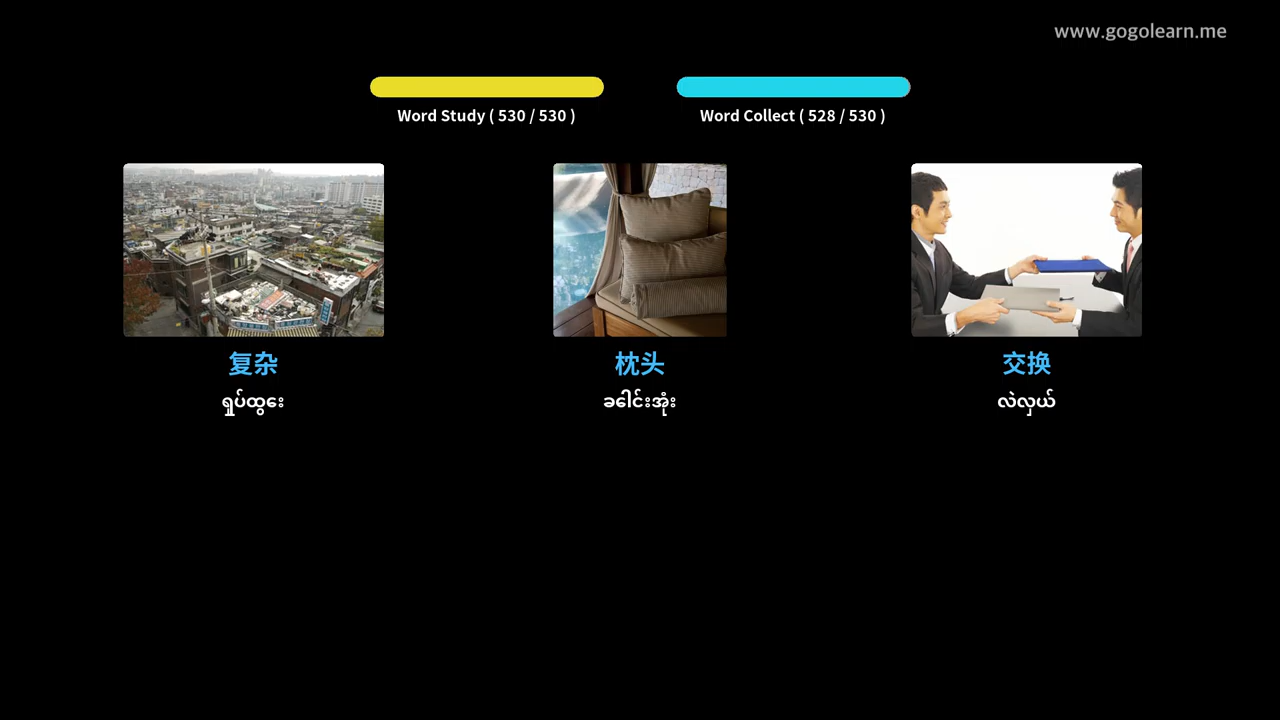 www.gogolearn.me
Word Study ( 530 / 530 )
Word Collect ( 528 / 530 )
复杂
枕头
交换
ရှုပ်ထွေး
ခေါင်းအုံး
လဲလှယ်